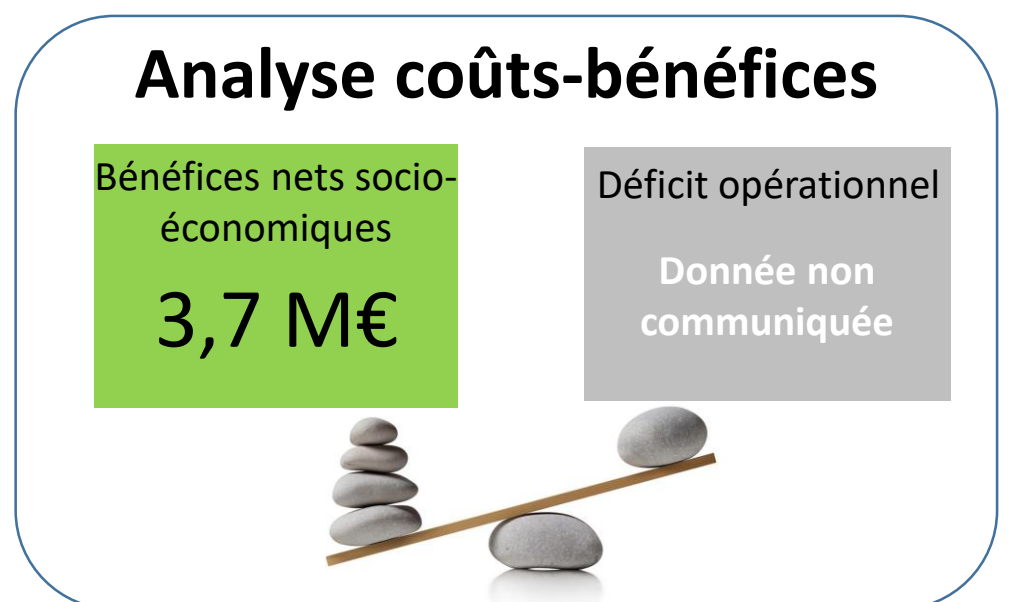 Analyse coûts-bénéfices
Bénéfices nets socio-
économiques
3,7 M€
Déficit opérationnel
Donnée non
communiquée